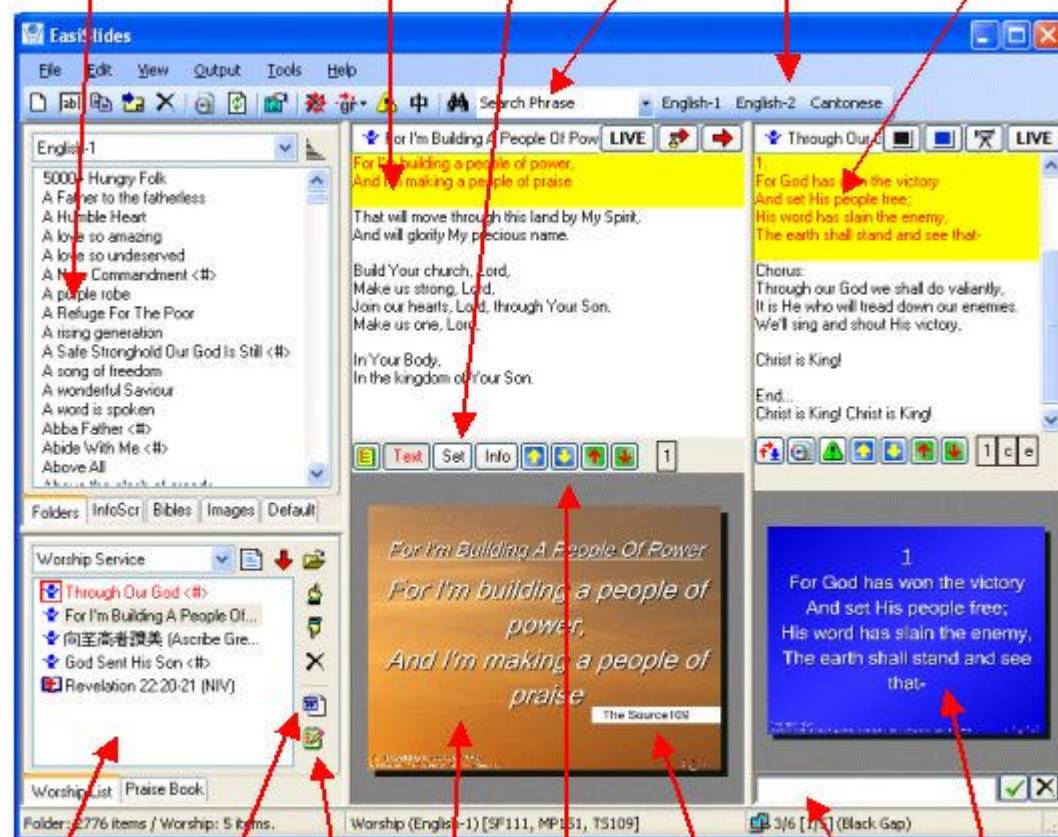 EasiSlides
File Edit View Output Tools Help
Search Phrase English-1 English-2 Cantonese
English-1
5000+ Hungry Folk
A Father to the fatherless
A Humble Heart
A love so amazing
A love so undeserved
A New Commandment <#>
A purple robe
A Refuge For The Poor
A rising generation
A Safe Stronghold Our God Is Still <#>
A song of freedom
A wonderful Saviour
A word is spoken
Abba Father <#>
Abide With Me <#>
Above All
Folders InfoScr Bibles Images Default
Worship Service
Through Our God <#>
For I'm Building A People Of...
向至高者讚美 (Ascribe Gre...
God Sent His Son <#>
Revelation 22:20-21 (NIV)
Worship List Praise Book
Folder: 2776 items / Worship: 5 items.
For I'm Building A People Of Pow LIVE
For I'm building a people of power,
And I'm making a people of praise
That will move through this land by My Spirit,
And will glorify My precious name.
Build Your church, Lord,
Make us strong, Lord,
Join our hearts, Lord, through Your Son.
Make us one, Lord,
In Your Body,
In the kingdom of Your Son.
Text Set Info 1
For I'm Building A People Of Power
For I'm building a people of
power,
And I'm making a people of
praise
The Source 109
Worship (English-1) [SF111, MP151, TS109]
Through Our LIVE
1.
For God has won the victory
And set His people free;
His word has slain the enemy,
The earth shall stand and see that-
Chorus:
Through our God we shall do valiantly,
It is He who will tread down our enemies.
We'll sing and shout His victory,
Christ is King!
End...
Christ is King! Christ is King!
1 c e
1
For God has won the victory
And set His people free;
His word has slain the enemy,
The earth shall stand and see
that-
3/6 [1/5] (Black Gap)